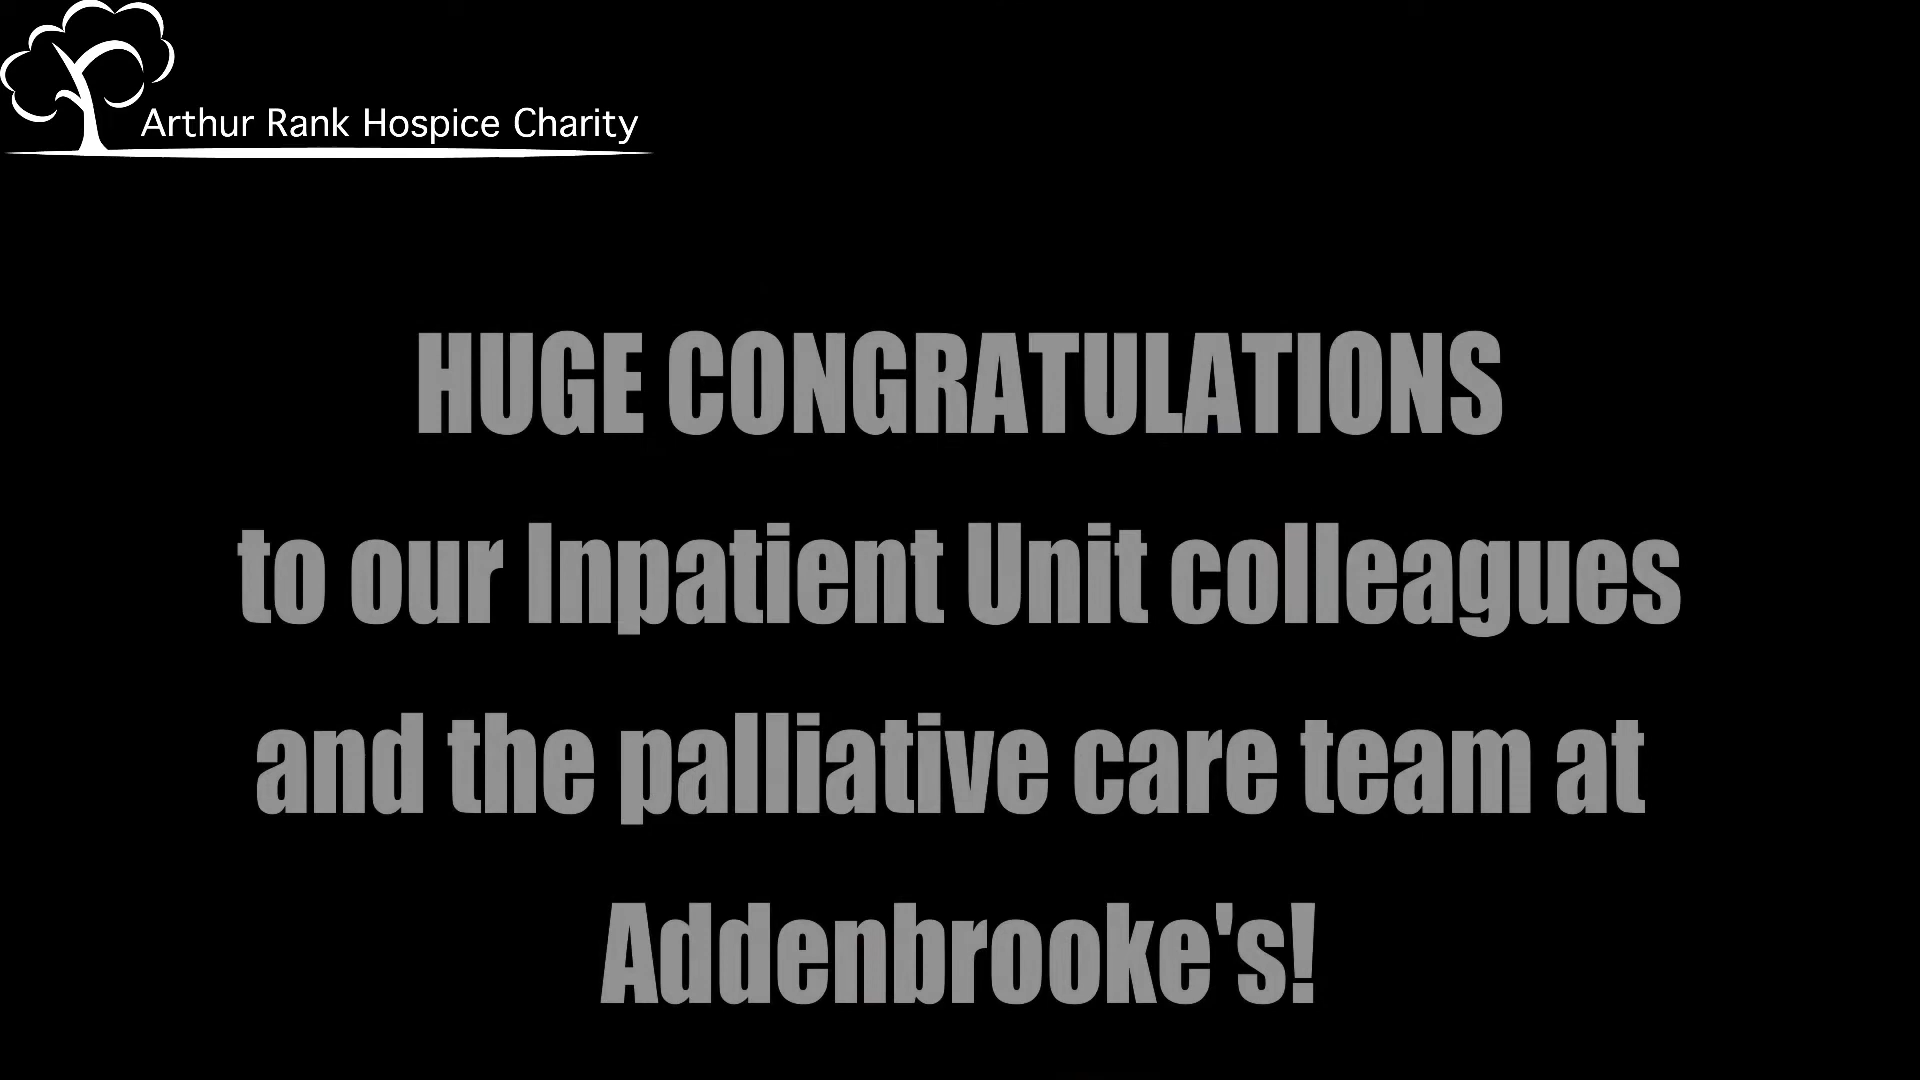 Arthur Rank Hospice Charity
HUGE CONGRATULATIONS
to our Inpatient Unit colleagues
and the palliative care team at
Addenbrooke's!